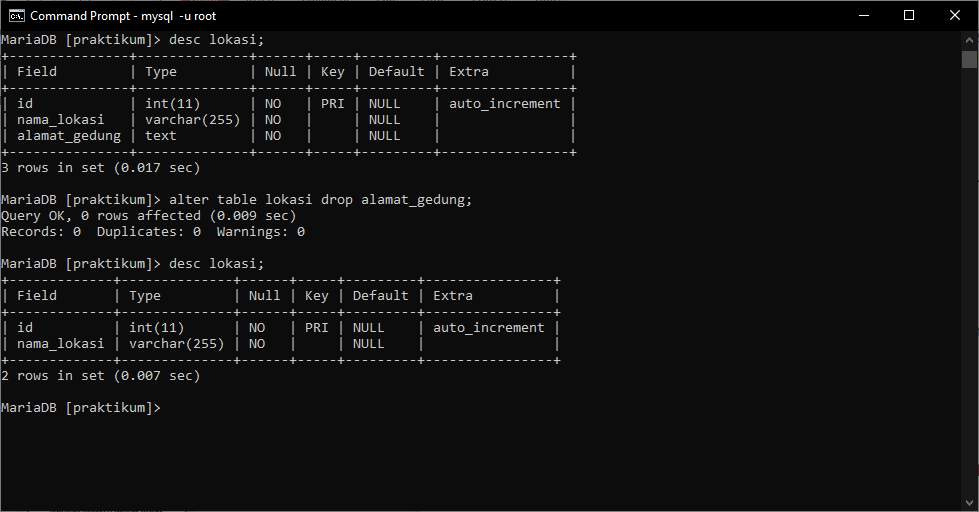 Command Prompt - mysql -u root
MariaDB [praktikum]> desc lokasi;
+---------------+--------------+------+-----+---------+----------------+
| Field         | Type         | Null | Key | Default | Extra          |
+---------------+--------------+------+-----+---------+----------------+
| id            | int(11)      | NO   | PRI | NULL    | auto_increment |
| nama_lokasi   | varchar(255) | NO   |     | NULL    |                |
| alamat_gedung | text         | NO   |     | NULL    |                |
+---------------+--------------+------+-----+---------+----------------+
3 rows in set (0.017 sec)
MariaDB [praktikum]> alter table lokasi drop alamat_gedung;
Query OK, 0 rows affected (0.009 sec)
Records: 0  Duplicates: 0  Warnings: 0
MariaDB [praktikum]> desc lokasi;
+-------------+--------------+------+-----+---------+----------------+
| Field       | Type         | Null | Key | Default | Extra          |
+-------------+--------------+------+-----+---------+----------------+
| id          | int(11)      | NO   | PRI | NULL    | auto_increment |
| nama_lokasi | varchar(255) | NO   |     | NULL    |                |
+-------------+--------------+------+-----+---------+----------------+
2 rows in set (0.007 sec)
MariaDB [praktikum]>